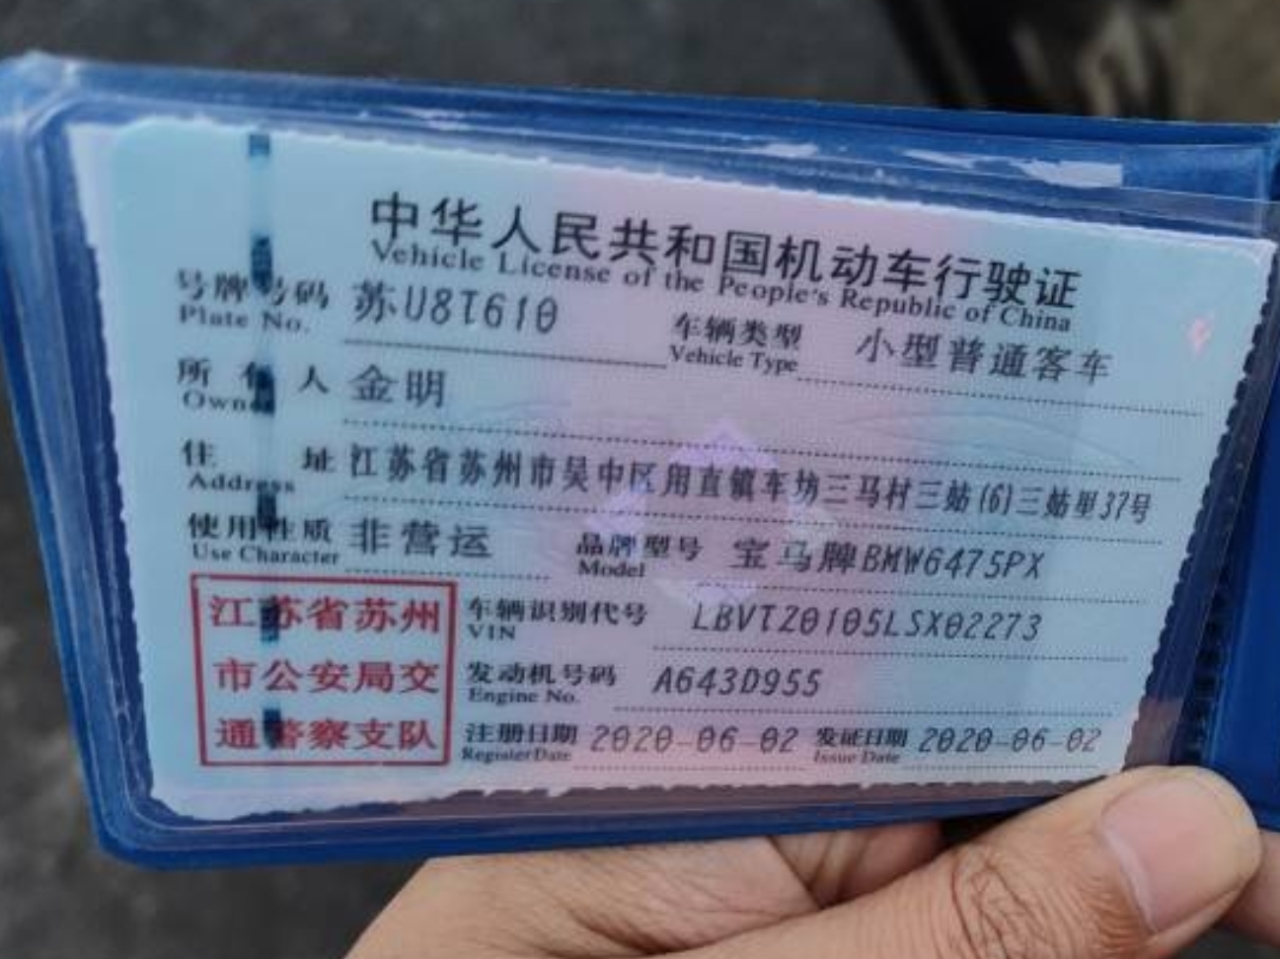 中华人民共和国机动车行驶证
Vehicle License of the People's Republic of China
号牌号码 苏U8T610 车辆类型 小型普通客车
Plate No. Vehicle Type
所有人 金明
Owner
住址 江苏省苏州市吴中区甪直镇车坊三马村三姑(6)三姑里37号
Address
使用性质 非营运 品牌型号 宝马牌BMW6475PX
Use Character Model
江苏省苏州 车辆识别代号 LBVTZ0105LSX02273
VIN
市公安局交 发动机号码 A643D955
Engine No.
通警察支队 注册日期 2020-06-02 发证日期 2020-06-02
Register Date Issue Date